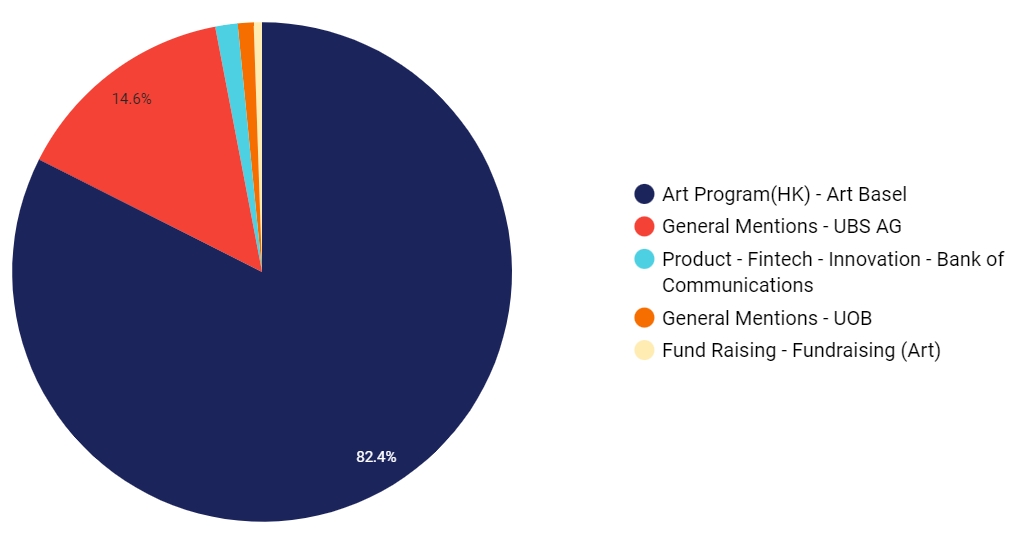 14.6%
82.4%
Art Program(HK) - Art Basel
General Mentions - UBS AG
Product - Fintech - Innovation - Bank of
Communications
General Mentions - UOB
Fund Raising - Fundraising (Art)